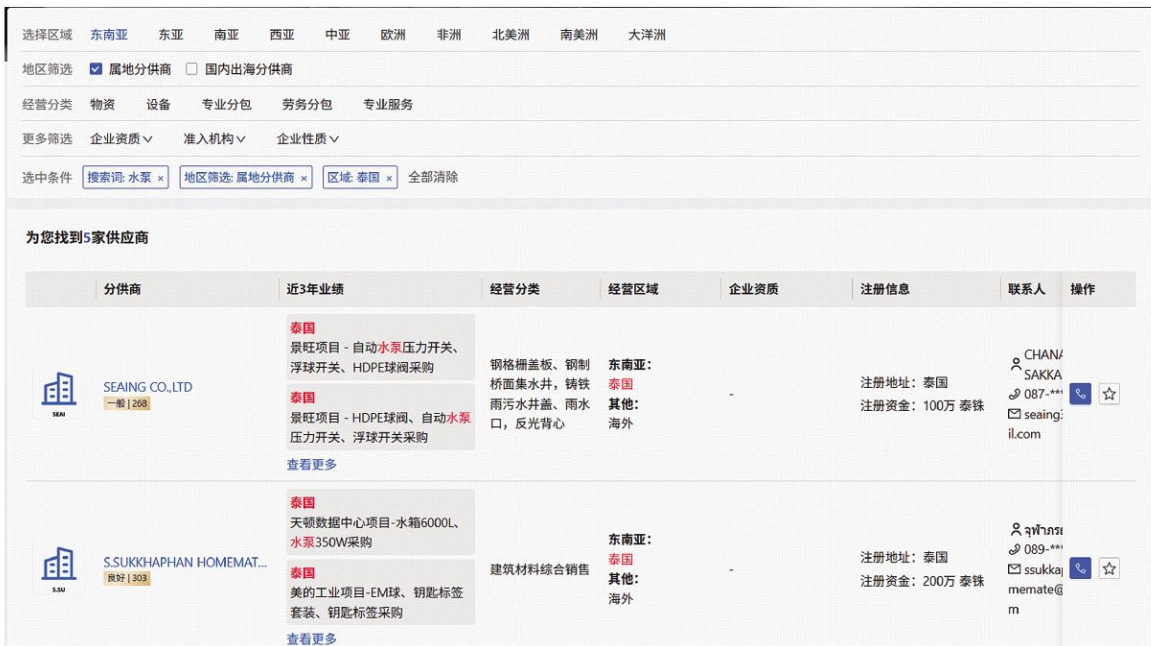 选择区域 东南亚 东亚 南亚 西亚 中亚 欧洲 非洲 北美洲 南美洲 大洋洲
地区筛选 属地分供商 国内出海分供商
经营分类 物资 设备 专业分包 劳务分包 专业服务
更多筛选 企业资质 准入机构 企业性质
选中条件 搜索词: 水泵 × 地区筛选: 属地分供商 × 区域: 泰国 × 全部清除
为您找到5家供应商
分供商 近3年业绩 经营分类 经营区域 企业资质 注册信息 联系人 操作
SEAI
SEAING CO.,LTD
一般 | 268
泰国
景旺项目 - 自动水泵压力开关、
浮球开关、HDPE球阀采购
泰国
景旺项目 - HDPE球阀、自动水泵
压力开关、浮球开关采购
查看更多
钢格栅盖板、钢制
桥面集水井，铸铁
雨污水井盖、雨水
口，反光背心
东南亚：
泰国
其他：
海外
-
注册地址：泰国
注册资金：100万 泰铢
CHANA
SAKKA
087-**
seaing
il.com
S.SU
S.SUKKHAPHAN HOMEMAT...
良好 | 303
泰国
天顿数据中心项目-水箱6000L、
水泵350W采购
泰国
美的工业项目-EM球、钥匙标签
套装、钥匙标签采购
查看更多
建筑材料综合销售
东南亚：
泰国
其他：
海外
-
注册地址：泰国
注册资金：200万 泰铢
089-**
ssukka
memate@
m